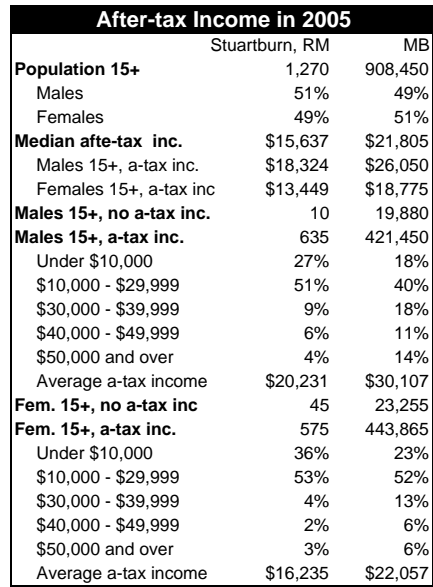 After-tax Income in 2005
Stuartburn, RM MB
Population 15+ 1,270 908,450
Males 51% 49%
Females 49% 51%
Median afte-tax inc. $15,637 $21,805
Males 15+, a-tax inc. $18,324 $26,050
Females 15+, a-tax inc $13,449 $18,775
Males 15+, no a-tax inc. 10 19,880
Males 15+, a-tax inc. 635 421,450
Under $10,000 27% 18%
$10,000 - $29,999 51% 40%
$30,000 - $39,999 9% 18%
$40,000 - $49,999 6% 11%
$50,000 and over 4% 14%
Average a-tax income $20,231 $30,107
Fem. 15+, no a-tax inc 45 23,255
Fem. 15+, a-tax inc. 575 443,865
Under $10,000 36% 23%
$10,000 - $29,999 53% 52%
$30,000 - $39,999 4% 13%
$40,000 - $49,999 2% 6%
$50,000 and over 3% 6%
Average a-tax income $16,235 $22,057